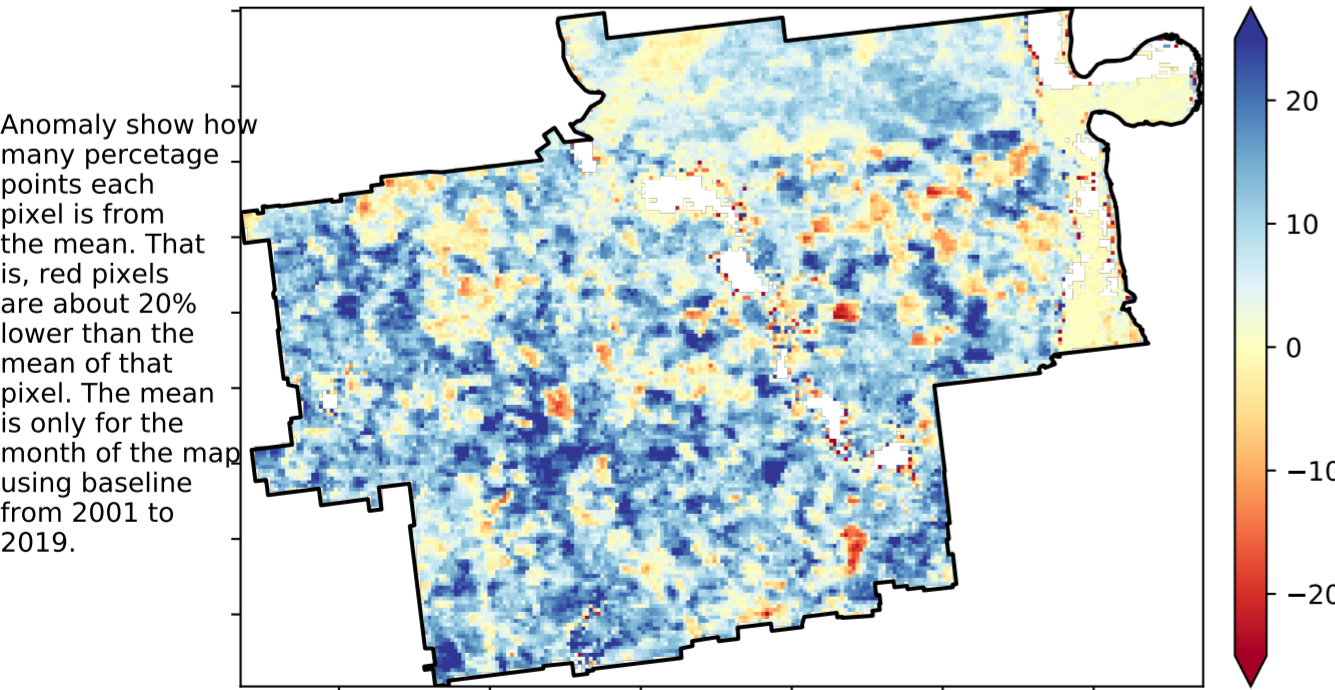 Anomaly show how
many percetage
points each
pixel is from
the mean. That
is, red pixels
are about 20%
lower than the
mean of that
pixel. The mean
is only for the
month of the map
using baseline
from 2001 to
2019.
20
10
0
−10
−20